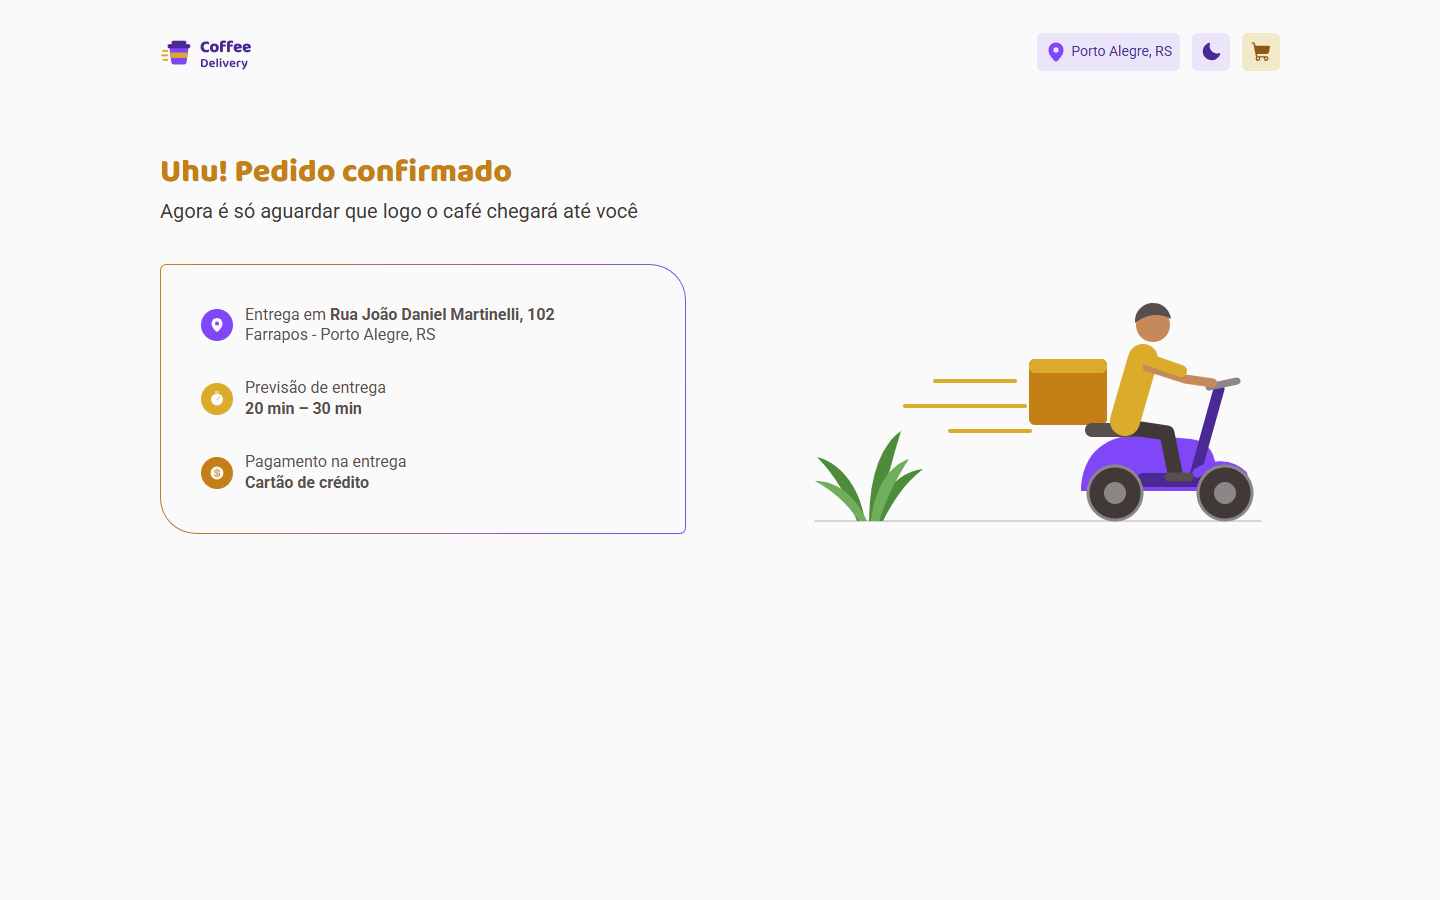 Coffee
Delivery
Porto Alegre, RS
Uhu! Pedido confirmado
Agora é só aguardar que logo o café chegará até você
Entrega em Rua João Daniel Martinelli, 102
Farrapos - Porto Alegre, RS
Previsão de entrega
20 min – 30 min
Pagamento na entrega
Cartão de crédito